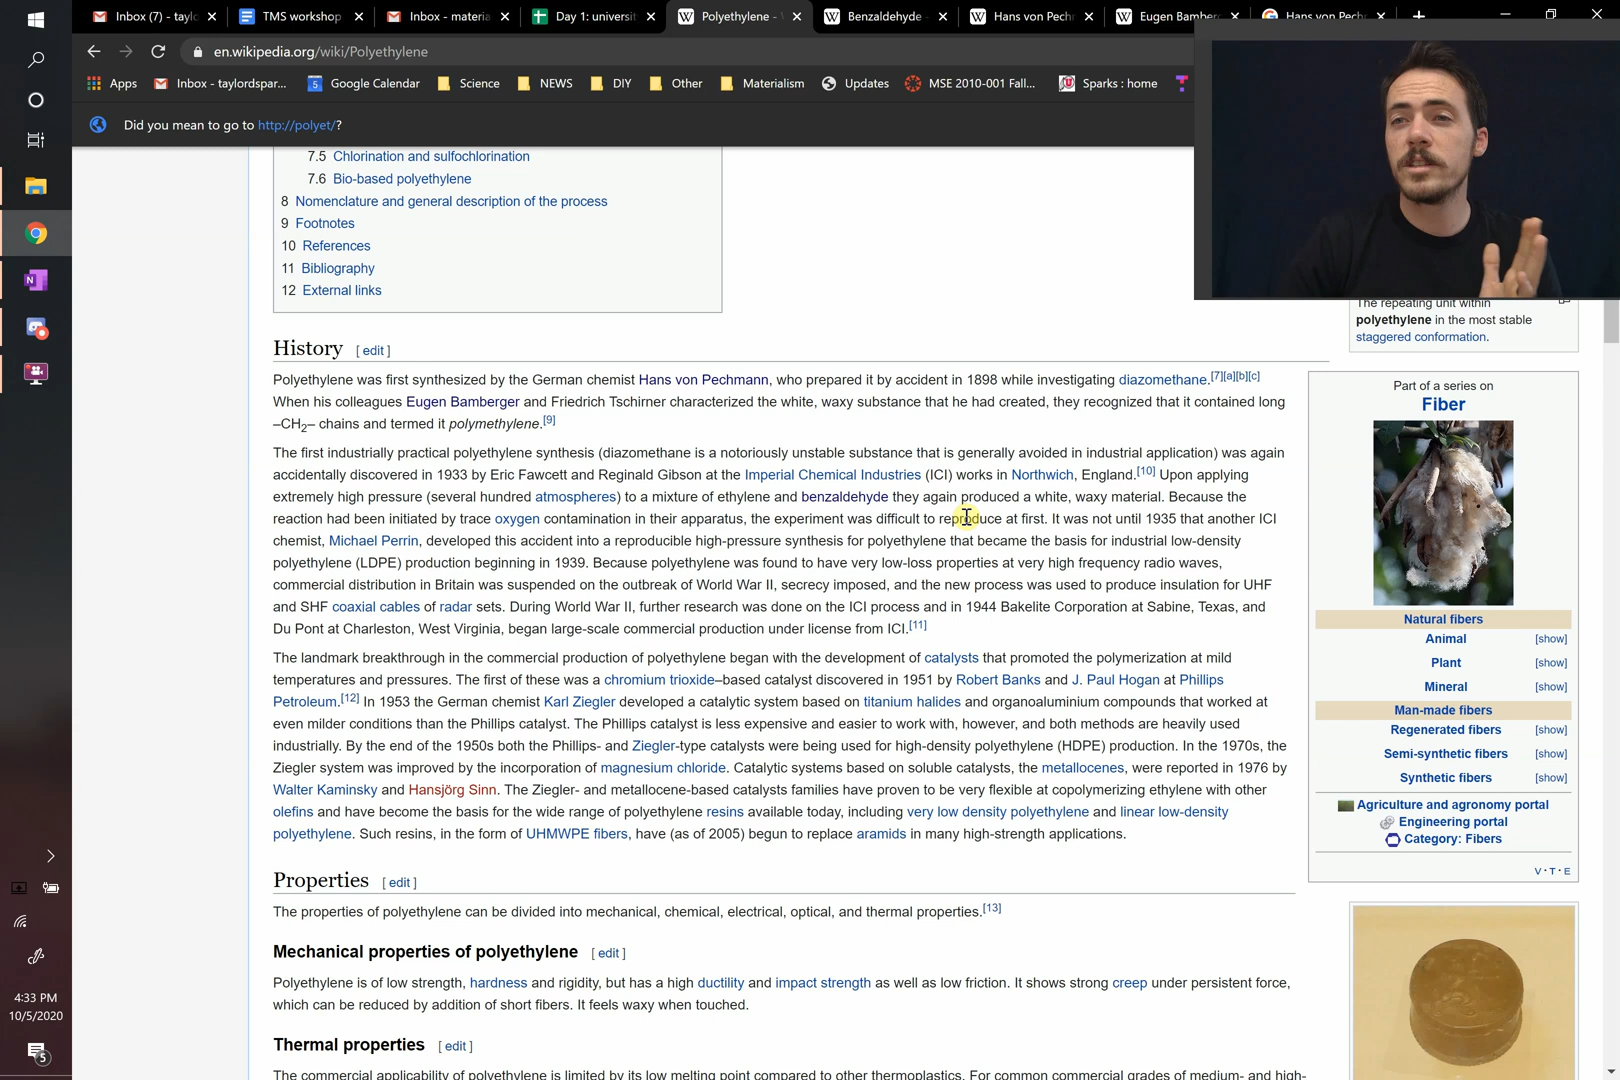 Inbox (7) - taylo
TMS workshop
Inbox - materia
Day 1: universit
Polyethylene -
Benzaldehyde -
Hans von Pech
Eugen Bamber
Hans von Pech
en.wikipedia.org/wiki/Polyethylene
Apps
Inbox - taylordspar...
Google Calendar
Science
NEWS
DIY
Other
Materialism
Updates
MSE 2010-001 Fall...
Sparks : home
Did you mean to go to http://polyet/?
7.5 Chlorination and sulfochlorination
7.6 Bio-based polyethylene
8 Nomenclature and general description of the process
9 Footnotes
10 References
11 Bibliography
12 External links
The repeating unit within
polyethylene in the most stable
staggered conformation.
History [ edit ]
Polyethylene was first synthesized by the German chemist Hans von Pechmann, who prepared it by accident in 1898 while investigating diazomethane.[7][a][b][c]
When his colleagues Eugen Bamberger and Friedrich Tschirner characterized the white, waxy substance that he had created, they recognized that it contained long
–CH2– chains and termed it polymethylene.[9]
The first industrially practical polyethylene synthesis (diazomethane is a notoriously unstable substance that is generally avoided in industrial application) was again
accidentally discovered in 1933 by Eric Fawcett and Reginald Gibson at the Imperial Chemical Industries (ICI) works in Northwich, England.[10] Upon applying
extremely high pressure (several hundred atmospheres) to a mixture of ethylene and benzaldehyde they again produced a white, waxy material. Because the
reaction had been initiated by trace oxygen contamination in their apparatus, the experiment was difficult to reproduce at first. It was not until 1935 that another ICI
chemist, Michael Perrin, developed this accident into a reproducible high-pressure synthesis for polyethylene that became the basis for industrial low-density
polyethylene (LDPE) production beginning in 1939. Because polyethylene was found to have very low-loss properties at very high frequency radio waves,
commercial distribution in Britain was suspended on the outbreak of World War II, secrecy imposed, and the new process was used to produce insulation for UHF
and SHF coaxial cables of radar sets. During World War II, further research was done on the ICI process and in 1944 Bakelite Corporation at Sabine, Texas, and
Du Pont at Charleston, West Virginia, began large-scale commercial production under license from ICI.[11]
The landmark breakthrough in the commercial production of polyethylene began with the development of catalysts that promoted the polymerization at mild
temperatures and pressures. The first of these was a chromium trioxide–based catalyst discovered in 1951 by Robert Banks and J. Paul Hogan at Phillips
Petroleum.[12] In 1953 the German chemist Karl Ziegler developed a catalytic system based on titanium halides and organoaluminium compounds that worked at
even milder conditions than the Phillips catalyst. The Phillips catalyst is less expensive and easier to work with, however, and both methods are heavily used
industrially. By the end of the 1950s both the Phillips- and Ziegler-type catalysts were being used for high-density polyethylene (HDPE) production. In the 1970s, the
Ziegler system was improved by the incorporation of magnesium chloride. Catalytic systems based on soluble catalysts, the metallocenes, were reported in 1976 by
Walter Kaminsky and Hansjörg Sinn. The Ziegler- and metallocene-based catalysts families have proven to be very flexible at copolymerizing ethylene with other
olefins and have become the basis for the wide range of polyethylene resins available today, including very low density polyethylene and linear low-density
polyethylene. Such resins, in the form of UHMWPE fibers, have (as of 2005) begun to replace aramids in many high-strength applications.
Part of a series on
Fiber
Natural fibers
Animal [show]
Plant [show]
Mineral [show]
Man-made fibers
Regenerated fibers [show]
Semi-synthetic fibers [show]
Synthetic fibers [show]
Agriculture and agronomy portal
Engineering portal
Category: Fibers
V · T · E
Properties [ edit ]
The properties of polyethylene can be divided into mechanical, chemical, electrical, optical, and thermal properties.[13]
Mechanical properties of polyethylene [ edit ]
Polyethylene is of low strength, hardness and rigidity, but has a high ductility and impact strength as well as low friction. It shows strong creep under persistent force,
which can be reduced by addition of short fibers. It feels waxy when touched.
Thermal properties [ edit ]
The commercial applicability of polyethylene is limited by its low melting point compared to other thermoplastics. For common commercial grades of medium- and high-
4:33 PM
10/5/2020
5